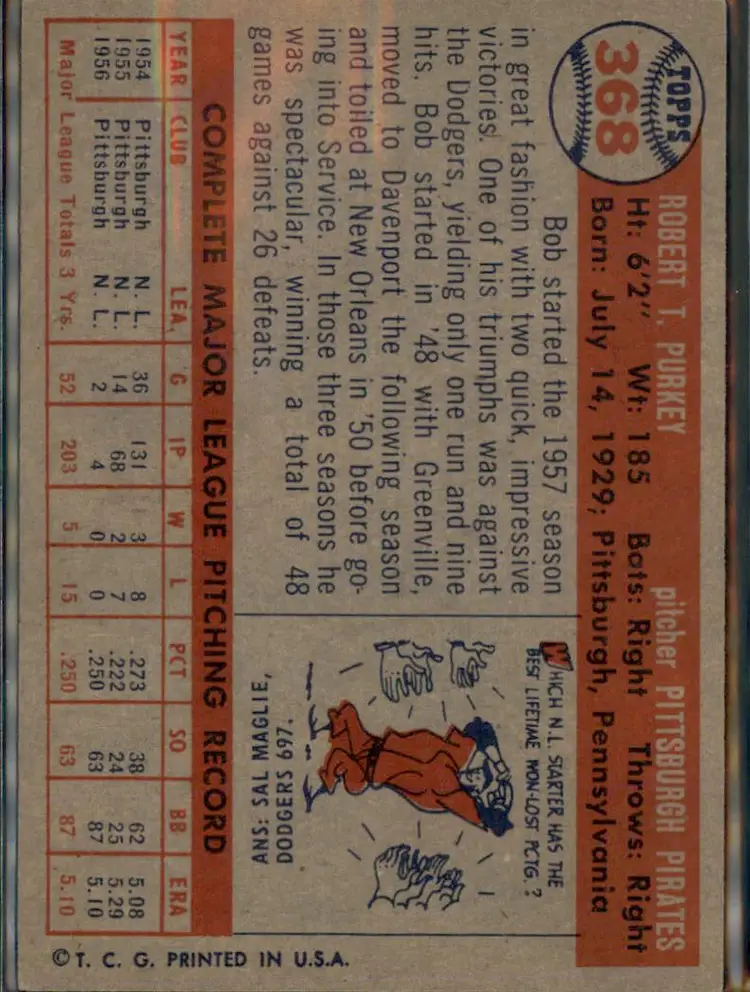 TOPPS
368
ROBERT T. PURKEY pitcher PITTSBURGH PIRATES
Ht: 6'2" Wt: 185 Bats: Right Throws: Right
Born: July 14, 1929; Pittsburgh, Pennsylvania
Bob started the 1957 season
in great fashion with two quick, impressive
victories! One of his triumphs was against
the Dodgers, yielding only one run and nine
hits. Bob started in '48 with Greenville,
moved to Davenport the following season
and toiled at New Orleans in '50 before go-
ing into Service. In those three seasons he
was spectacular, winning a total of 48
games against 26 defeats.
WHICH N.L. STARTER HAS THE
BEST LIFETIME WON-LOST PCTG.?
ANS: SAL MAGLIE,
DODGERS 697.
COMPLETE MAJOR LEAGUE PITCHING RECORD
YEAR CLUB LEA. G IP W L PCT SO BB ERA
1954 Pittsburgh N. L. 36 131 3 8 .273 38 62 5.08
1955 Pittsburgh N. L. 14 68 2 7 .222 24 25 5.29
1956 Pittsburgh N. L. 2 4 0 0 .250 63 87 5.10
Major League Totals 3 Yrs. 52 203 5 15 .250 63 87 5.10
© T. C. G. PRINTED IN U.S.A.